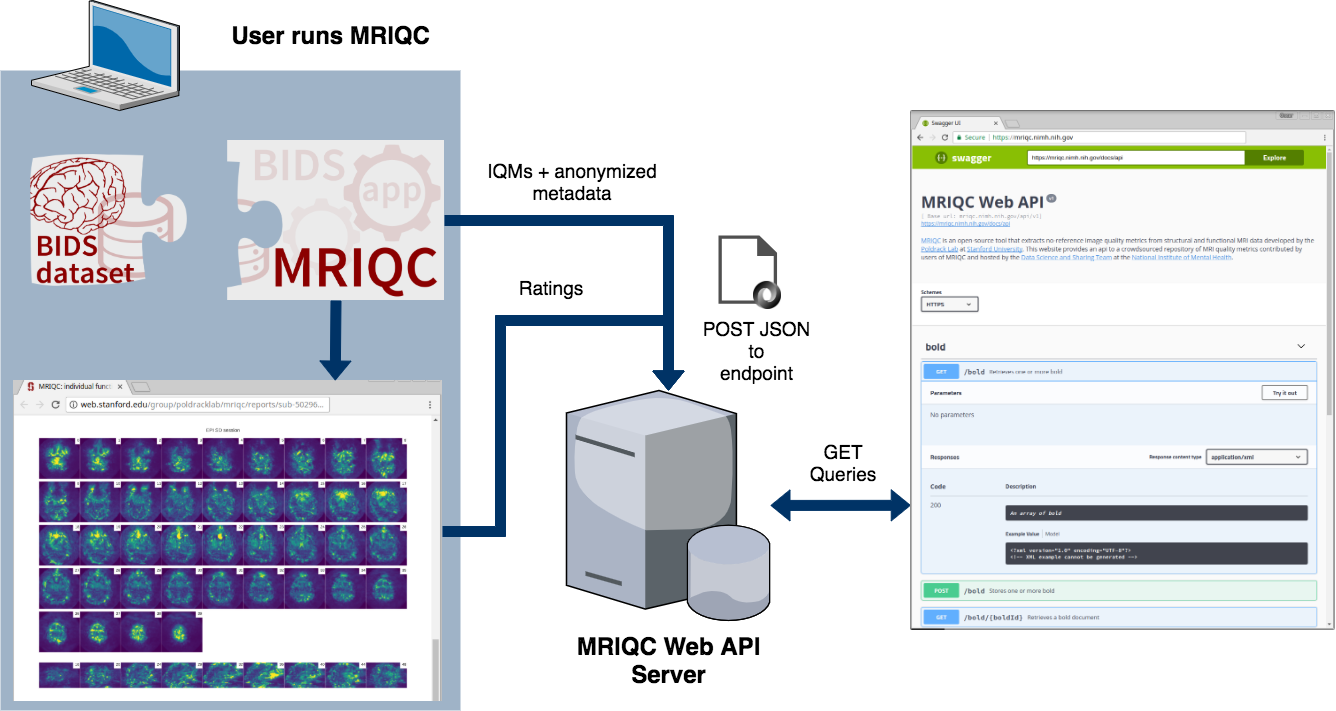 User runs MRIQC
BIDS
dataset
BIDS
app
MRIQC
IQMs + anonymized
metadata
Ratings
POST JSON
to
endpoint
MRIQC: individual funct
web.stanford.edu/group/poldracklab/mriqc/reports/sub-50296...
EPI SD session
MRIQC Web API
Server
GET
Queries
Swagger UI
Secure | https://mriqc.nimh.nih.gov
swagger
https://mriqc.nimh.nih.gov/docs/api
Explore
MRIQC Web API
[ Base url: mriqc.nimh.nih.gov/api/v1]
https://mriqc.nimh.nih.gov/docs/api
MRIQC is an open-source tool that extracts no-reference image quality metrics from structural and functional MRI data developed by the
Poldrack Lab at Stanford University. This website provides an api to a crowdsourced repository of MRI quality metrics contributed by
users of MRIQC and hosted by the Data Science and Sharing Team at the National Institute of Mental Health.
Schemes
HTTPS
bold
GET /bold Retrieves one or more bold
Parameters
Try it out
No parameters
Responses
Response content type
application/xml
Code
Description
200
An array of bold
Example Value | Model
<?xml version="1.0" encoding="UTF-8"?>
<!-- XML example cannot be generated -->
POST /bold Stores one or more bold
GET /bold/{boldId} Retrieves a bold document